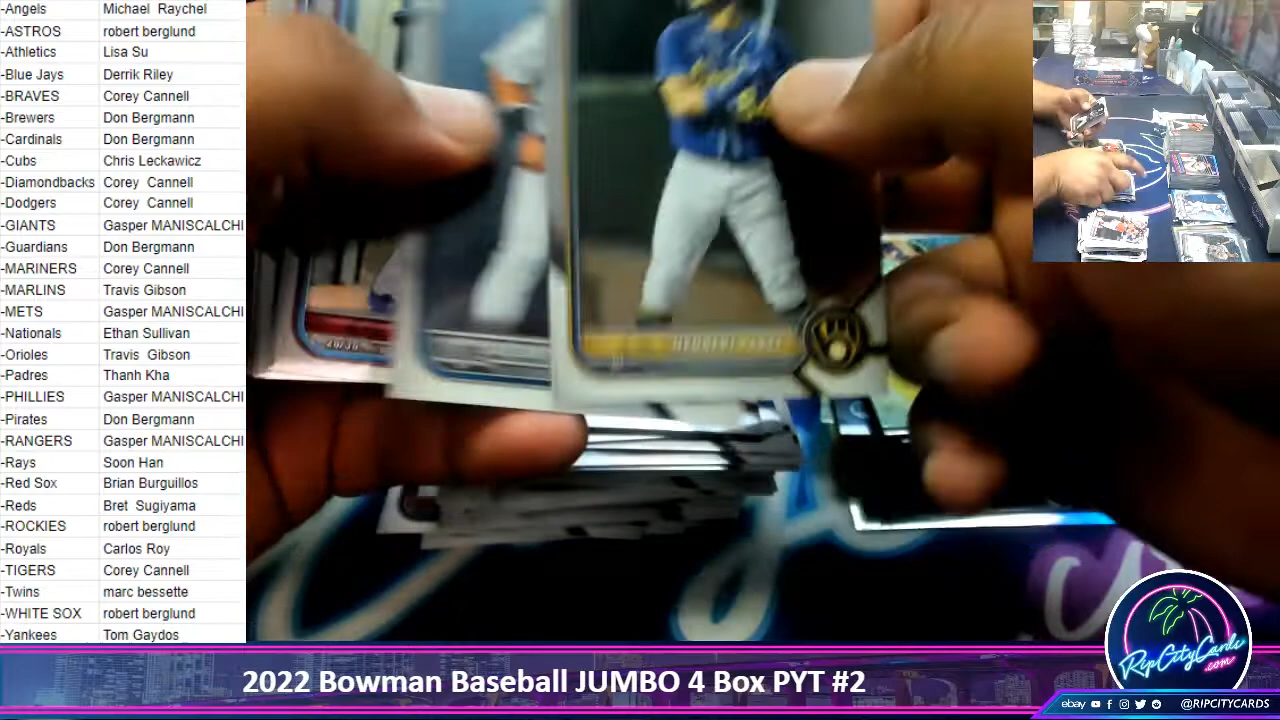 -Angels Michael Raychel
-ASTROS robert berglund
-Athletics Lisa Su
-Blue Jays Derrik Riley
-BRAVES Corey Cannell
-Brewers Don Bergmann
-Cardinals Don Bergmann
-Cubs Chris Leckawicz
-Diamondbacks Corey Cannell
-Dodgers Corey Cannell
-GIANTS Gasper MANISCALCHI
-Guardians Don Bergmann
-MARINERS Corey Cannell
-MARLINS Travis Gibson
-METS Gasper MANISCALCHI
-Nationals Ethan Sullivan
-Orioles Travis Gibson
-Padres Thanh Kha
-PHILLIES Gasper MANISCALCHI
-Pirates Don Bergmann
-RANGERS Gasper MANISCALCHI
-Rays Soon Han
-Red Sox Brian Burguillos
-Reds Bret Sugiyama
-ROCKIES robert berglund
-Royals Carlos Roy
-TIGERS Corey Cannell
-Twins marc bessette
-WHITE SOX robert berglund
-Yankees Tom Gaydos
2022 Bowman Baseball JUMBO 4 Box PYT #2
RipCityCards
.com
ebay @RIPCITYCARDS